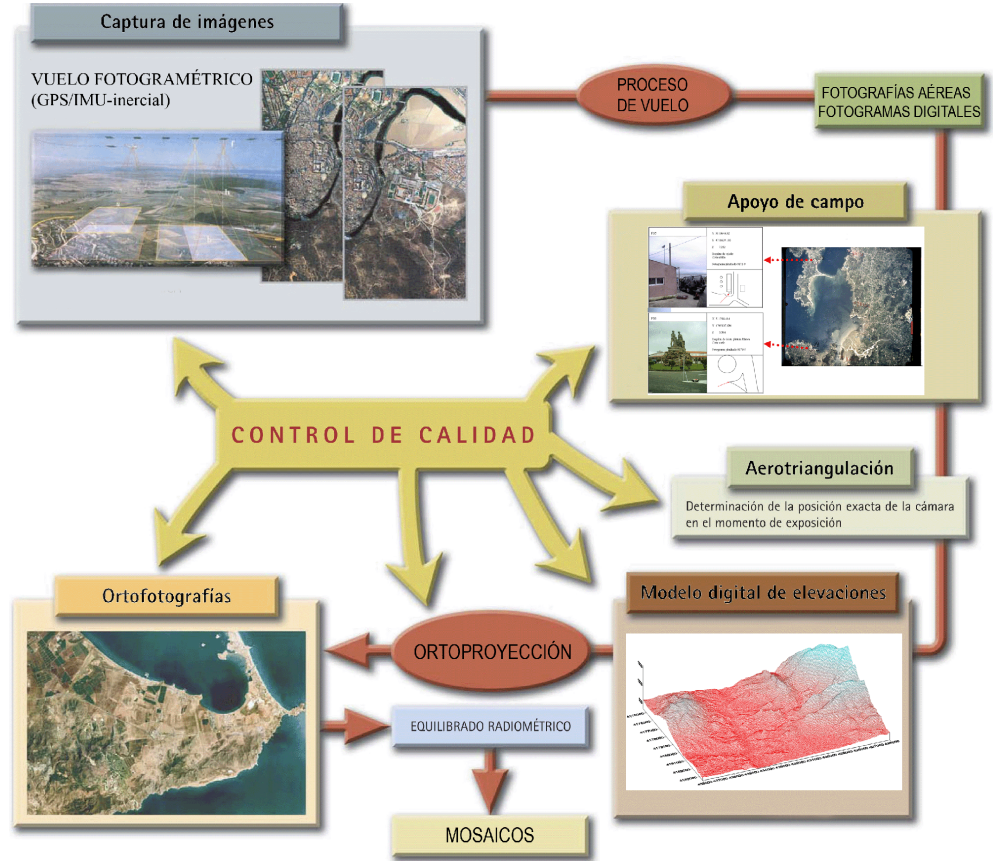 Captura de imágenes
VUELO FOTOGRAMÉTRICO
(GPS/IMU-inercial)
PROCESO
DE VUELO
FOTOGRAFÍAS AÉREAS
FOTOGRAMAS DIGITALES
Apoyo de campo
CONTROL DE CALIDAD
Aerotriangulación
Determinación de la posición exacta de la cámara
en el momento de exposición
Modelo digital de elevaciones
ORTOPROYECCIÓN
Ortofotografías
EQUILIBRADO RADIOMÉTRICO
MOSAICOS